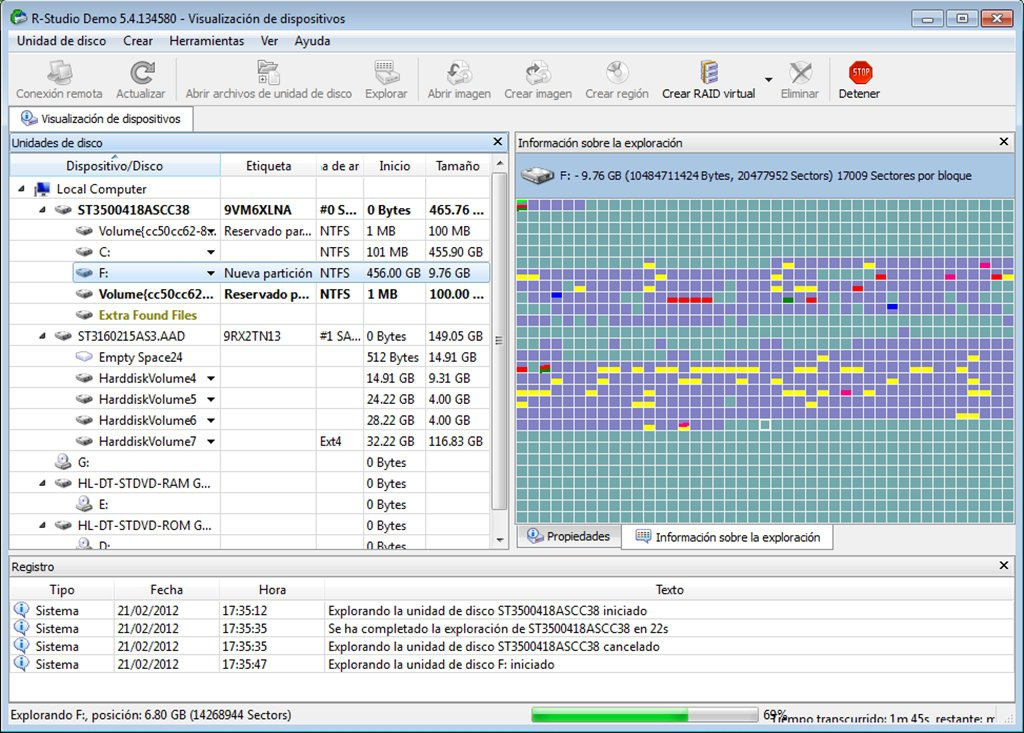 R-Studio Demo 5.4.134580 - Visualización de dispositivos
Unidad de disco Crear Herramientas Ver Ayuda
Conexión remota Actualizar Abrir archivos de unidad de disco Explorar Abrir imagen Crear imagen Crear región Crear RAID virtual Eliminar STOP Detener
Visualización de dispositivos
Unidades de disco
Dispositivo/Disco Etiqueta a de ar Inicio Tamaño
Local Computer
ST3500418ASCC38 9VM6XLNA #0 S... 0 Bytes 465.76 ...
Volume{cc50cc62-8... Reservado par... NTFS 1 MB 100 MB
C: NTFS 101 MB 455.90 GB
F: Nueva partición NTFS 456.00 GB 9.76 GB
Volume{cc50cc62... Reservado p... NTFS 1 MB 100.00 ...
Extra Found Files
ST3160215AS3.AAD 9RX2TN13 #1 SA... 0 Bytes 149.05 GB
Empty Space24 512 Bytes 14.91 GB
HarddiskVolume4 14.91 GB 9.31 GB
HarddiskVolume5 24.22 GB 4.00 GB
HarddiskVolume6 28.22 GB 4.00 GB
HarddiskVolume7 Ext4 32.22 GB 116.83 GB
G: 0 Bytes
HL-DT-STDVD-RAM G... 0 Bytes
E: 0 Bytes
HL-DT-STDVD-ROM G... 0 Bytes
D: 0 Bytes
Información sobre la exploración
F: - 9.76 GB (10484711424 Bytes, 20477952 Sectors) 17009 Sectores por bloque
Propiedades Información sobre la exploración
Registro
Tipo Fecha Hora Texto
Sistema 21/02/2012 17:35:12 Explorando la unidad de disco ST3500418ASCC38 iniciado
Sistema 21/02/2012 17:35:35 Se ha completado la exploración de ST3500418ASCC38 en 22s
Sistema 21/02/2012 17:35:35 Explorando la unidad de disco ST3500418ASCC38 cancelado
Sistema 21/02/2012 17:35:47 Explorando la unidad de disco F: iniciado
Explorando F:, posición: 6.80 GB (14268944 Sectors) 69% Tiempo transcurrido: 1m 45s, restante: m